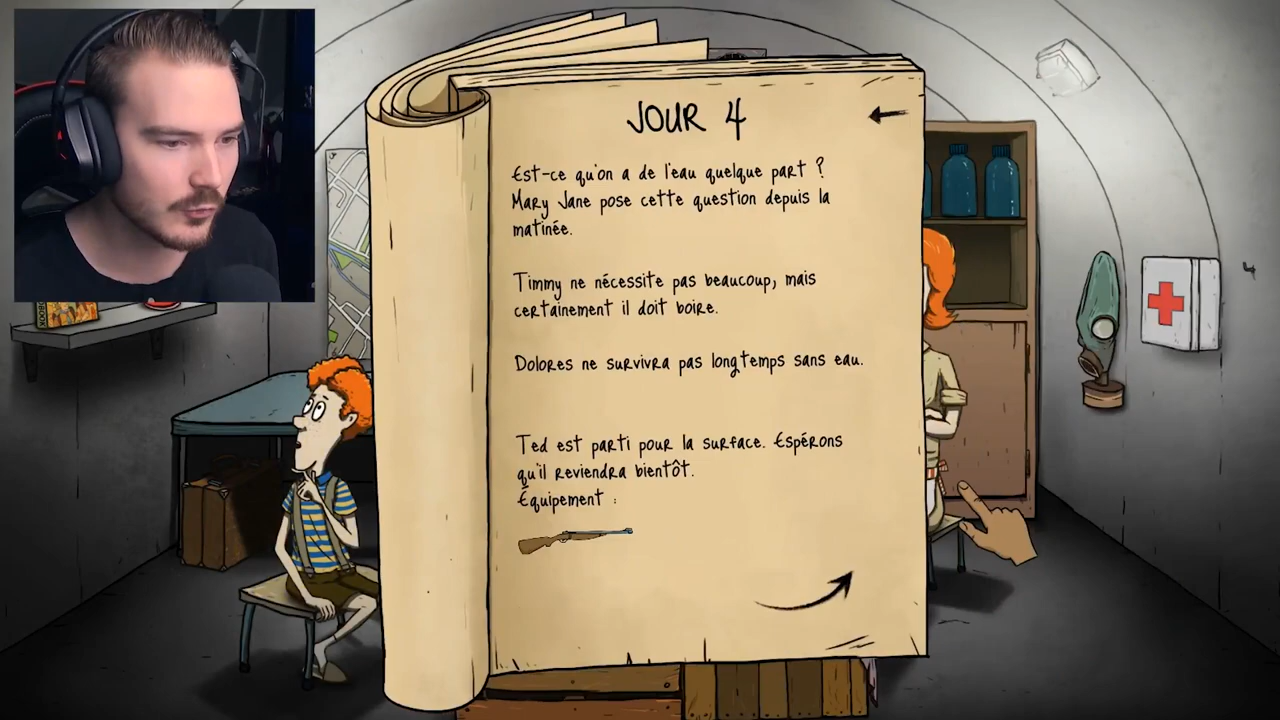 JOUR 4
Est-ce qu'on a de l'eau quelque part ?
Mary Jane pose cette question depuis la
matinée.
Timmy ne nécessite pas beaucoup, mais
certainement il doit boire.
Dolores ne survivra pas longtemps sans eau.
Ted est parti pour la surface. Espérons
qu'il reviendra bientôt.
Équipement :